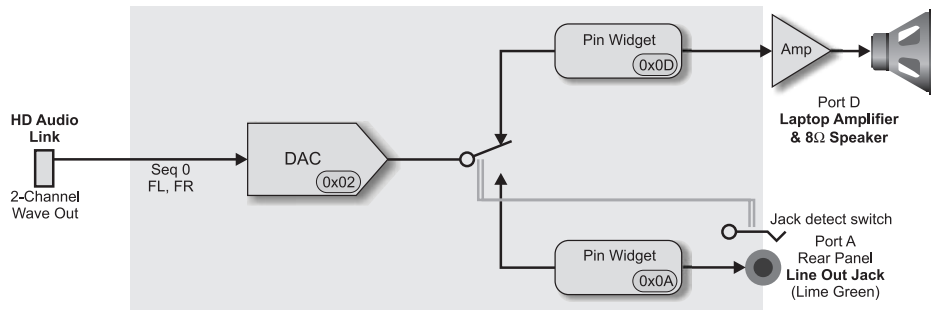 HD Audio
Link
2-Channel
Wave Out
Seq 0
FL, FR
DAC
0x02
Pin Widget
0x0D
Amp
Port D
Laptop Amplifier
& 8Ω Speaker
Jack detect switch
Port A
Rear Panel
Line Out Jack
(Lime Green)
Pin Widget
0x0A